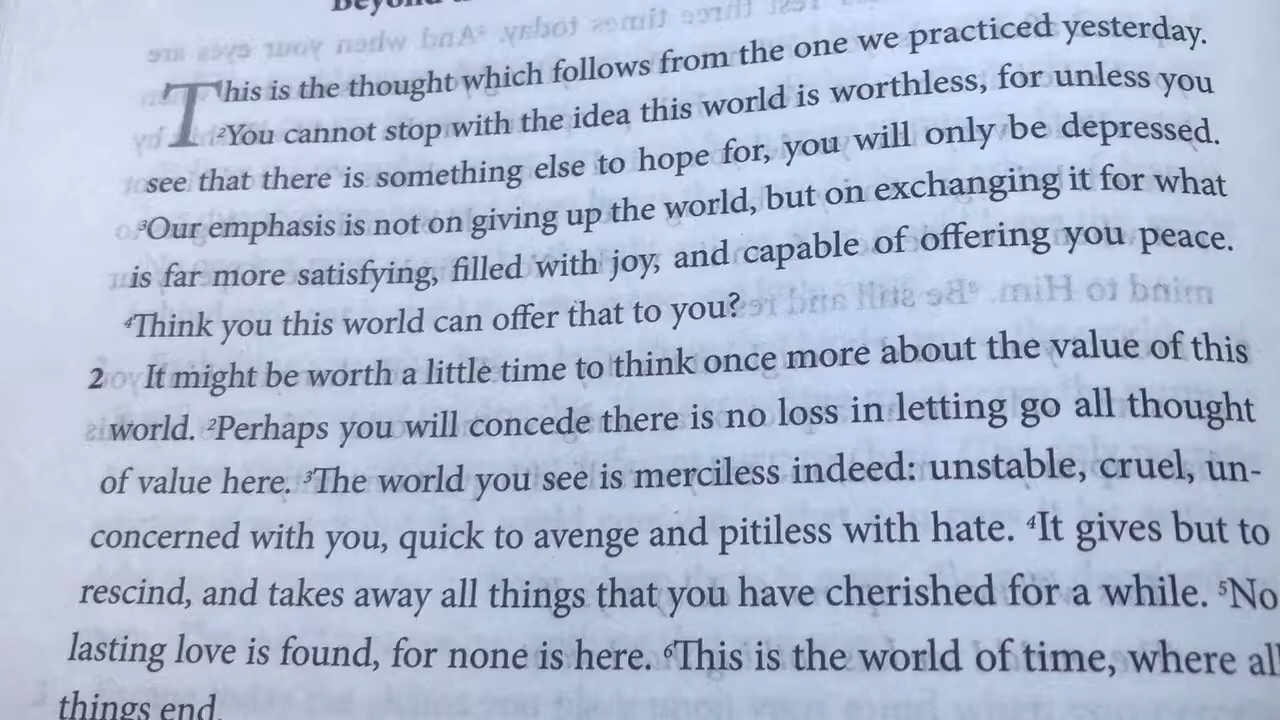 Beyond
This is the thought which follows from the one we practiced yesterday.
²You cannot stop with the idea this world is worthless, for unless you
see that there is something else to hope for, you will only be depressed.
³Our emphasis is not on giving up the world, but on exchanging it for what
is far more satisfying, filled with joy, and capable of offering you peace.
⁴Think you this world can offer that to you?
2 It might be worth a little time to think once more about the value of this
world. ²Perhaps you will concede there is no loss in letting go all thought
of value here. ³The world you see is merciless indeed: unstable, cruel, un-
concerned with you, quick to avenge and pitiless with hate. ⁴It gives but to
rescind, and takes away all things that you have cherished for a while. ⁵No
lasting love is found, for none is here. ⁶This is the world of time, where all
things end.